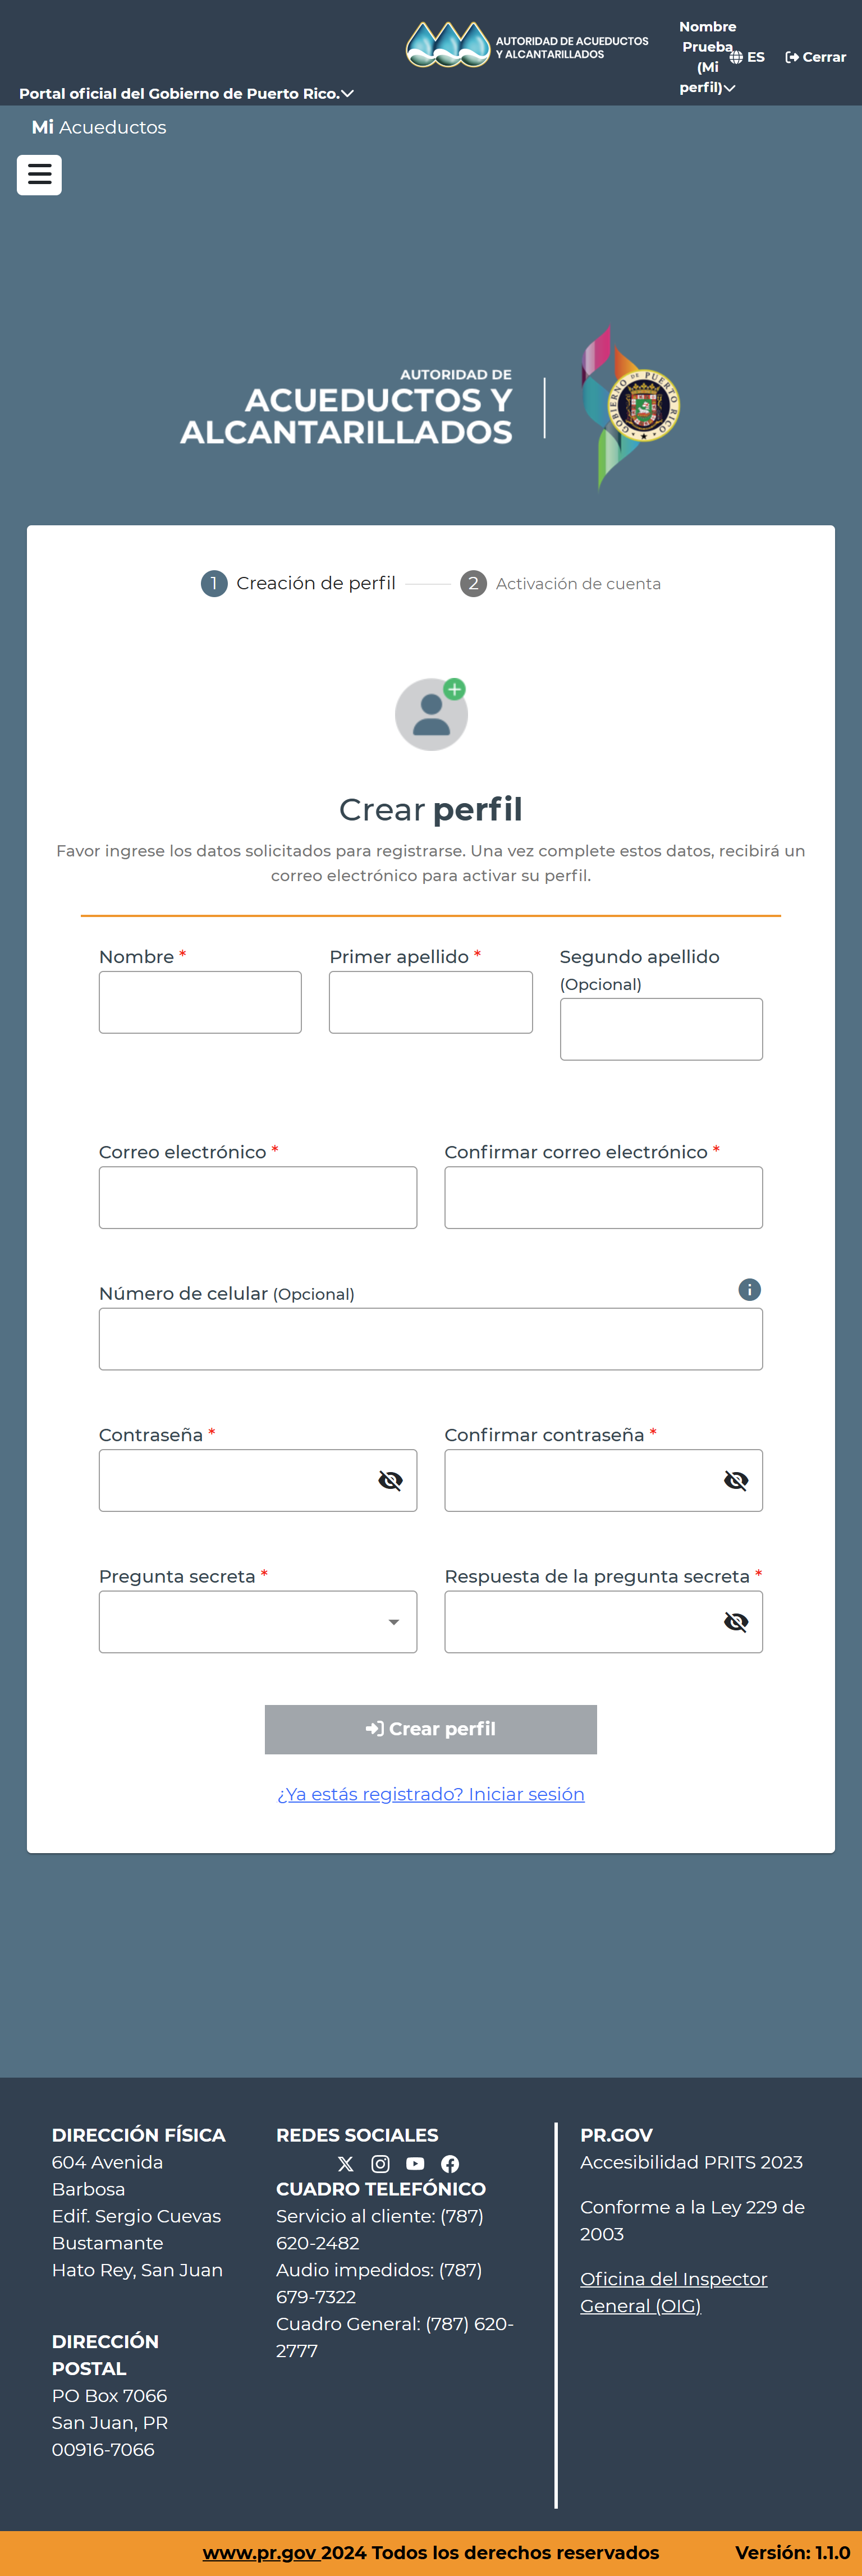 AUTORIDAD DE ACUEDUCTOS
Y ALCANTARILLADOS
Nombre
Prueba
(Mi
perfil)
ES
Cerrar
Portal oficial del Gobierno de Puerto Rico.
Mi Acueductos
AUTORIDAD DE
ACUEDUCTOS Y
ALCANTARILLADOS
GOBIERNO DE PUERTO RICO
1 Creación de perfil
2 Activación de cuenta
Crear perfil
Favor ingrese los datos solicitados para registrarse. Una vez complete estos datos, recibirá un
correo electrónico para activar su perfil.
Nombre *
Primer apellido *
Segundo apellido
(Opcional)
Correo electrónico *
Confirmar correo electrónico *
Número de celular (Opcional)
Contraseña *
Confirmar contraseña *
Pregunta secreta *
Respuesta de la pregunta secreta *
Crear perfil
¿Ya estás registrado? Iniciar sesión
DIRECCIÓN FÍSICA
604 Avenida
Barbosa
Edif. Sergio Cuevas
Bustamante
Hato Rey, San Juan
DIRECCIÓN
POSTAL
PO Box 7066
San Juan, PR
00916-7066
REDES SOCIALES
CUADRO TELEFÓNICO
Servicio al cliente: (787)
620-2482
Audio impedidos: (787)
679-7322
Cuadro General: (787) 620-
2777
PR.GOV
Accesibilidad PRITS 2023
Conforme a la Ley 229 de
2003
Oficina del Inspector
General (OIG)
www.pr.gov 2024 Todos los derechos reservados
Versión: 1.1.0